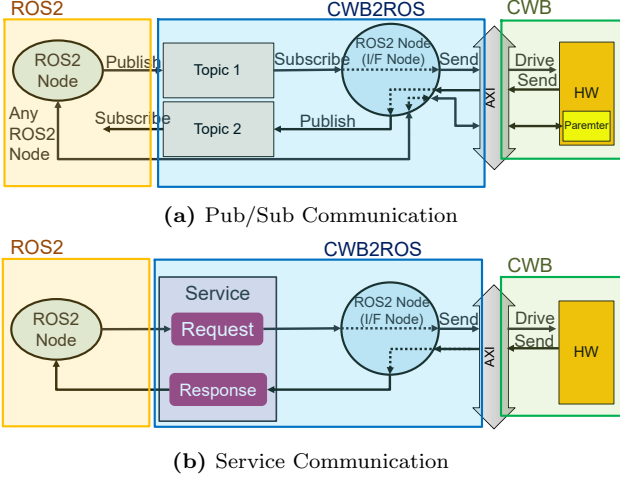 ROS2
CWB2ROS
CWB
ROS2
Node
Publish
Topic 1
Subscribe
ROS2 Node
(I/F Node)
Send
AXI
Drive
Send
HW
Paremter
Any
ROS2
Node
Subscribe
Topic 2
Publish
(a) Pub/Sub Communication
ROS2
CWB2ROS
CWB
ROS2
Node
Service
Request
Response
ROS2 Node
(I/F Node)
Send
AXI
Drive
Send
HW
(b) Service Communication